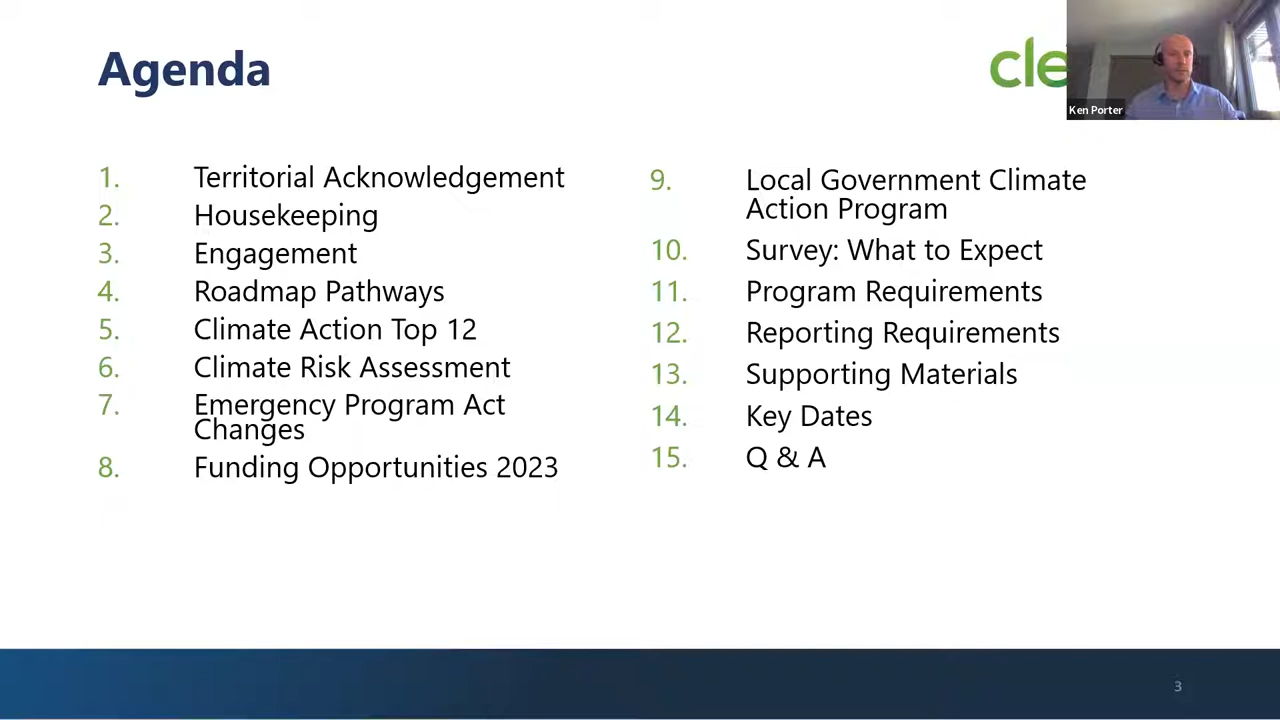 Agenda
cle
Ken Porter
1. Territorial Acknowledgement
2. Housekeeping
3. Engagement
4. Roadmap Pathways
5. Climate Action Top 12
6. Climate Risk Assessment
7. Emergency Program Act
Changes
8. Funding Opportunities 2023
9. Local Government Climate
Action Program
10. Survey: What to Expect
11. Program Requirements
12. Reporting Requirements
13. Supporting Materials
14. Key Dates
15. Q & A
3